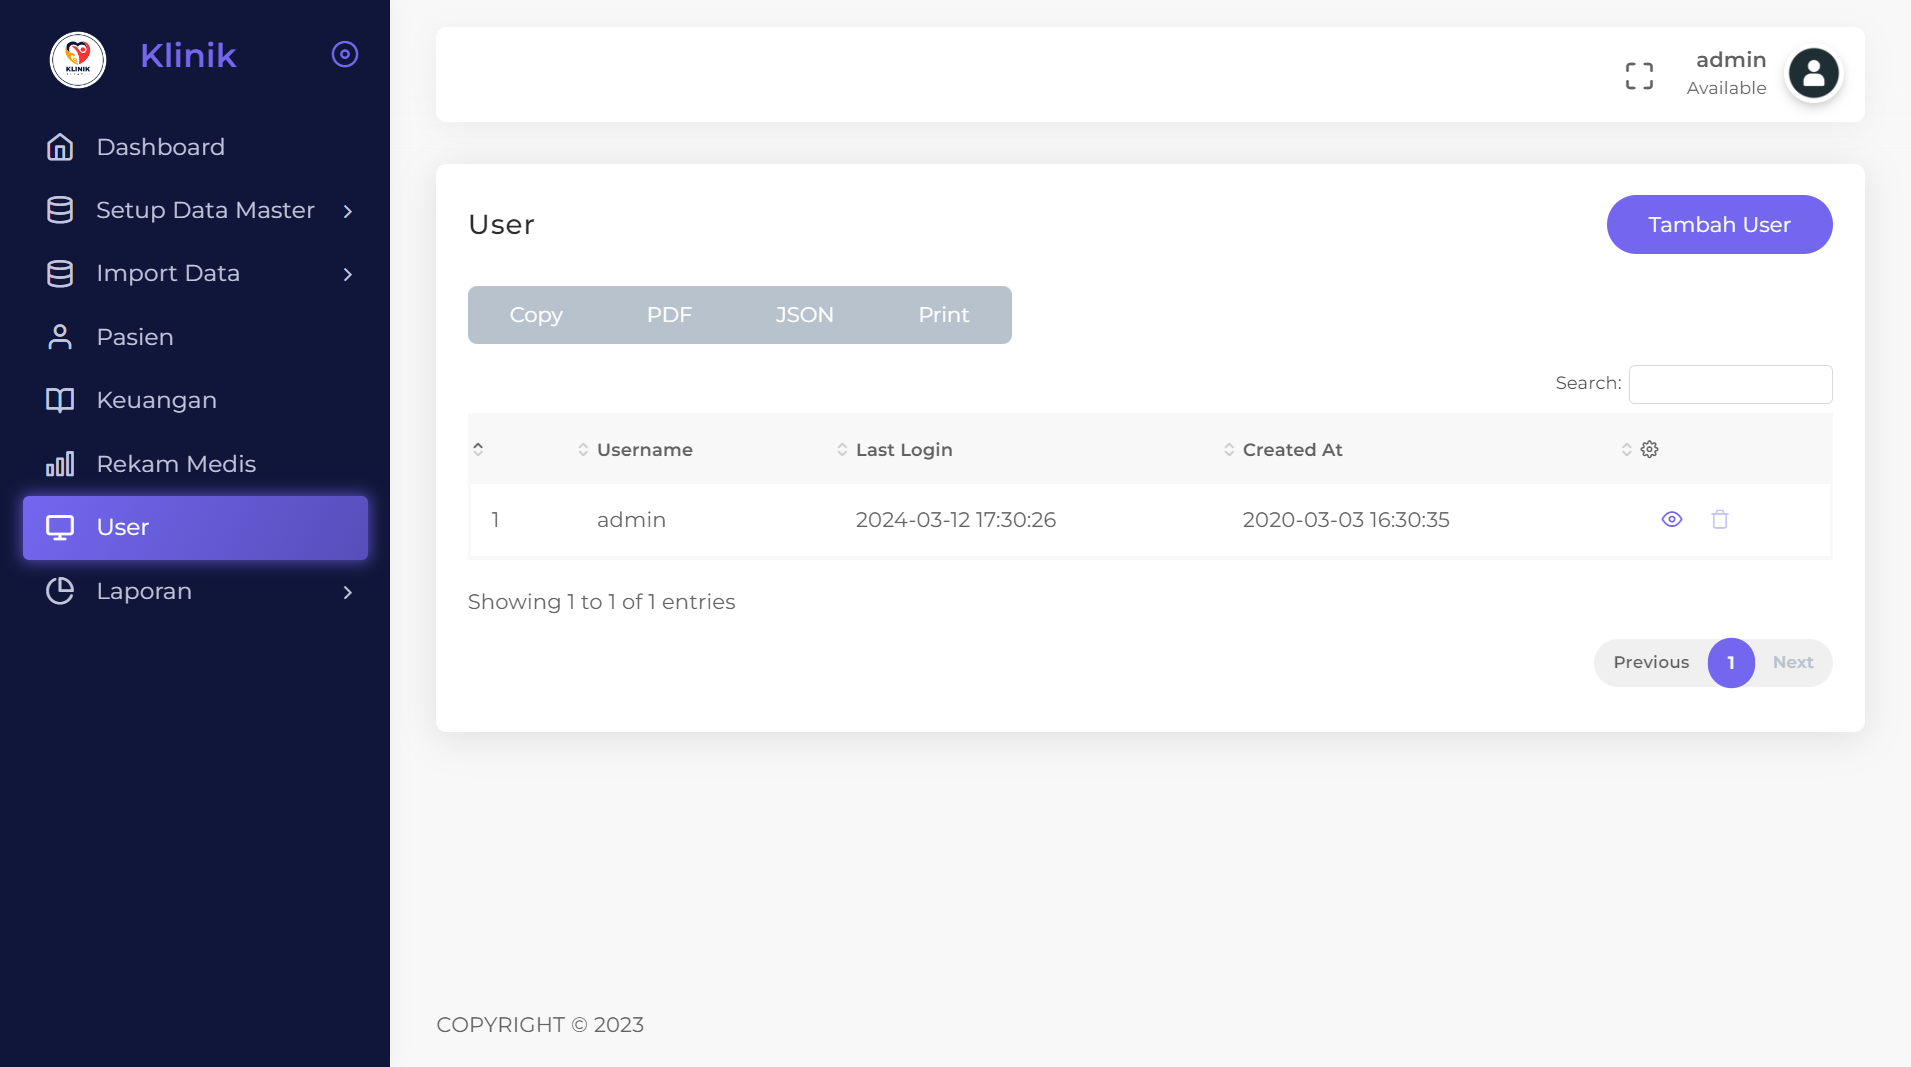 KLINIK
Klinik
Dashboard
Setup Data Master
Import Data
Pasien
Keuangan
Rekam Medis
User
Laporan
admin
Available
User
Tambah User
Copy PDF JSON Print
Search:
Username Last Login Created At
1 admin 2024-03-12 17:30:26 2020-03-03 16:30:35
Showing 1 to 1 of 1 entries
Previous 1 Next
COPYRIGHT © 2023